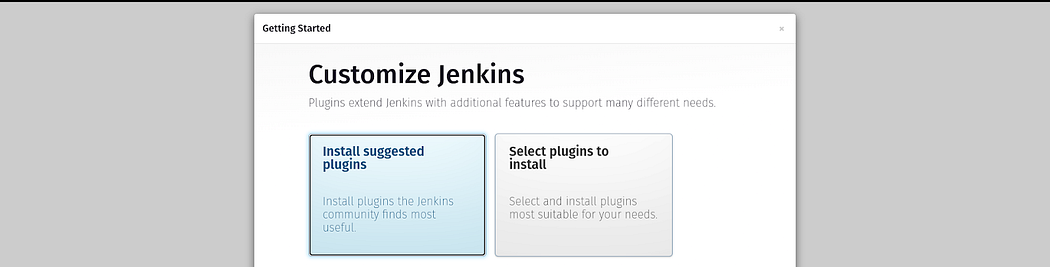 Getting Started
×
Customize Jenkins
Plugins extend Jenkins with additional features to support many different needs.
Install suggested
plugins
Install plugins the Jenkins
community finds most
useful.
Select plugins to
install
Select and install plugins
most suitable for your needs.